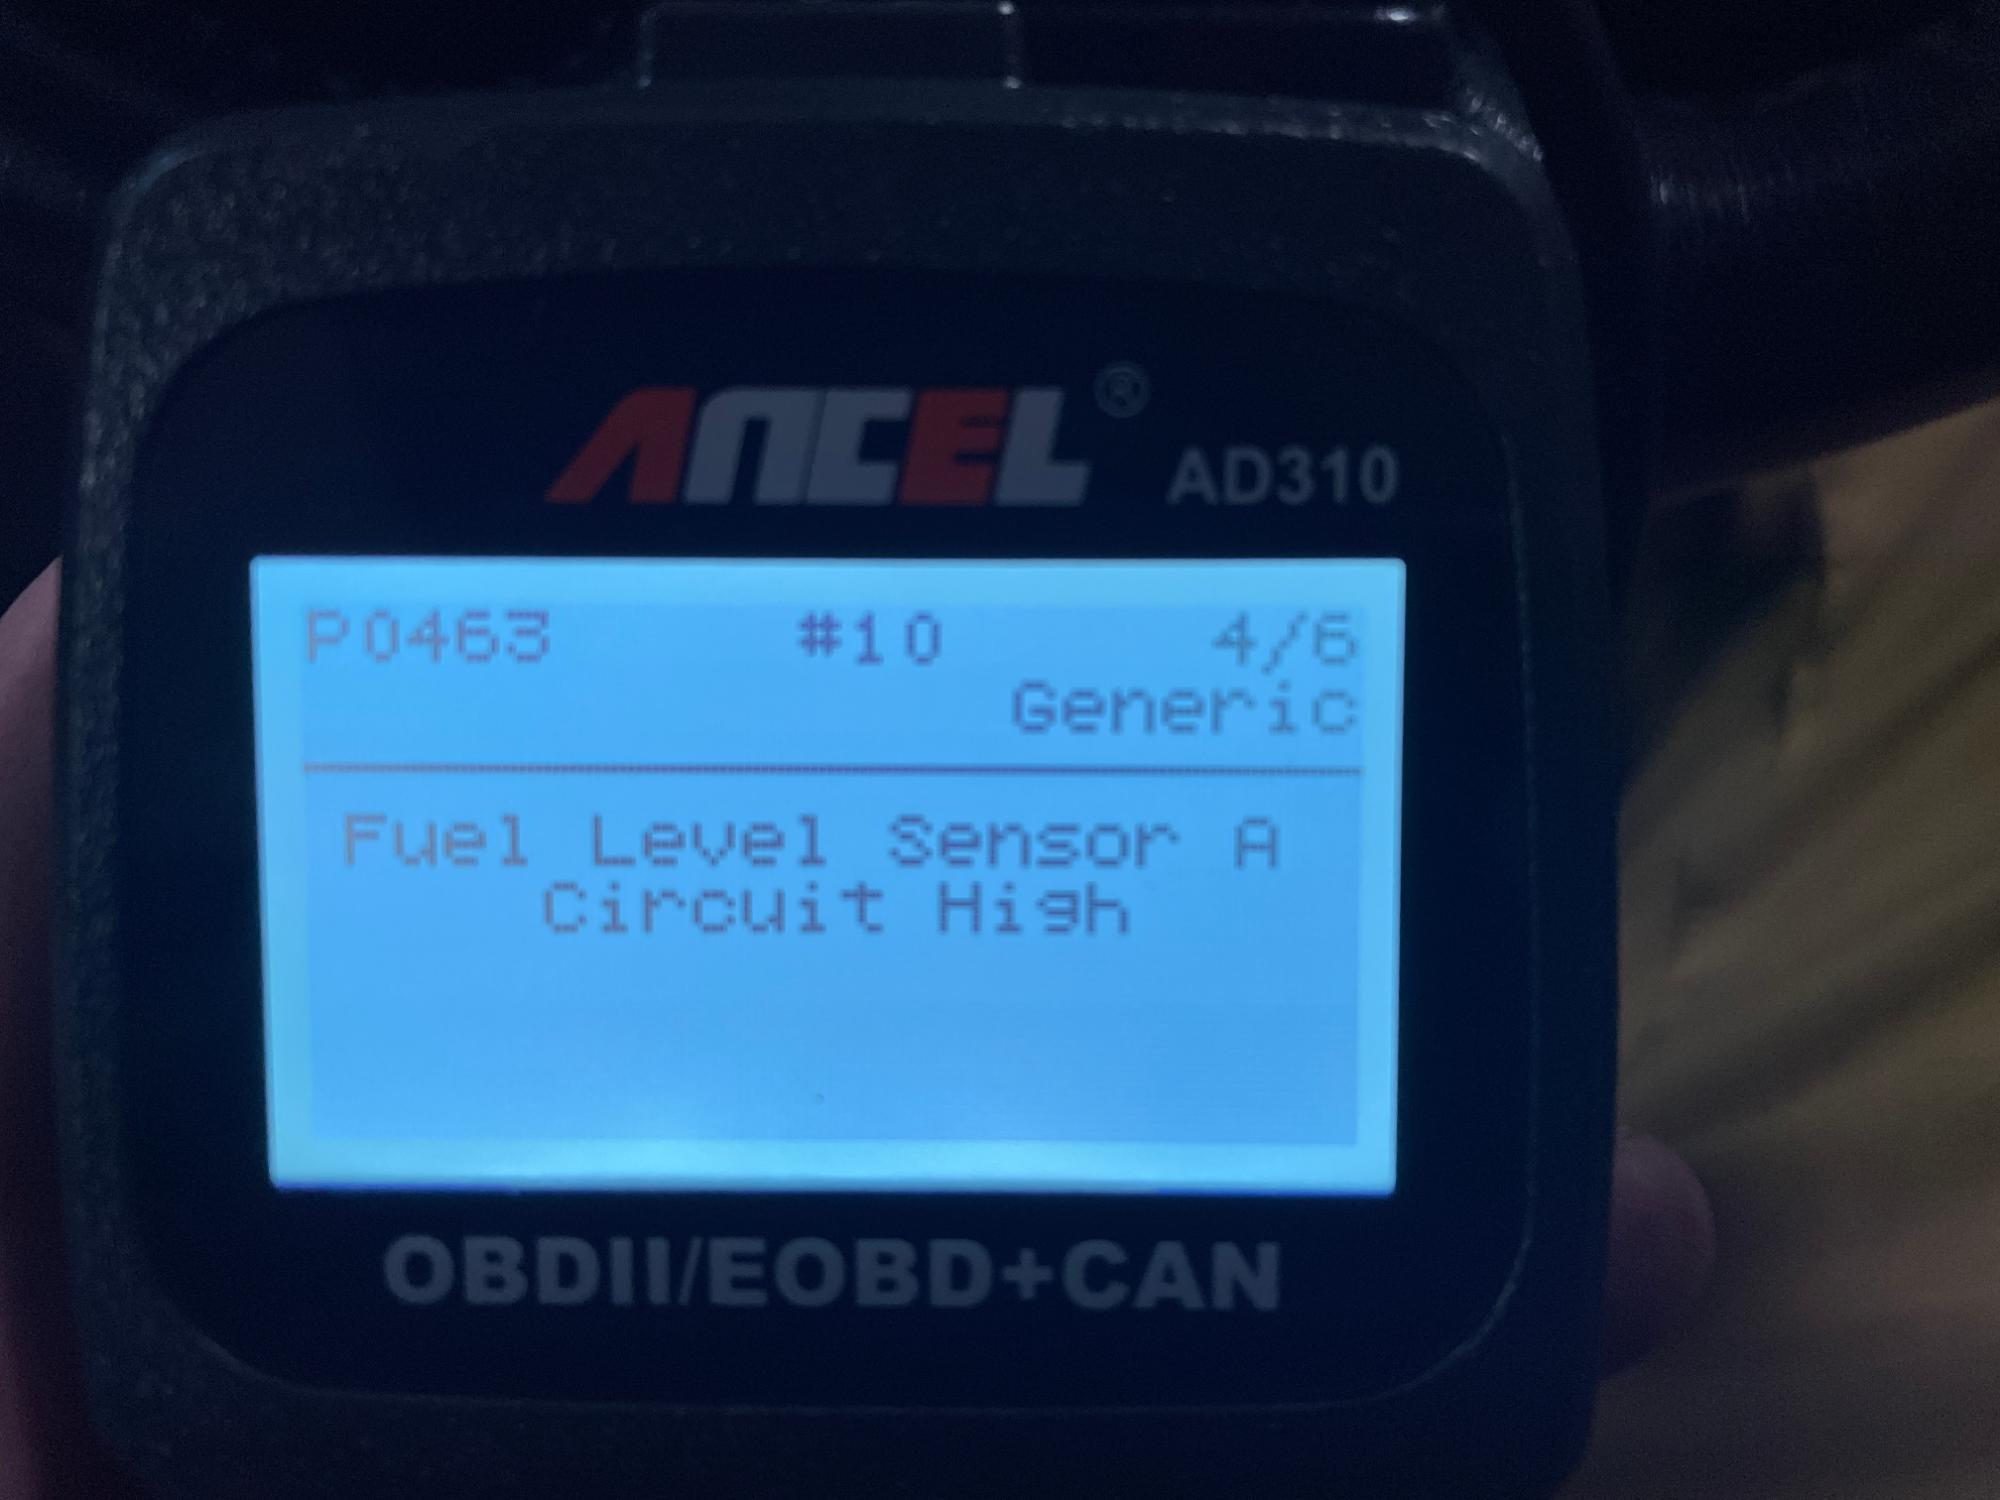 ANCEL® AD310
P0463 #10 4/6
Generic
Fuel Level Sensor A
Circuit High
OBDII/EOBD+CAN